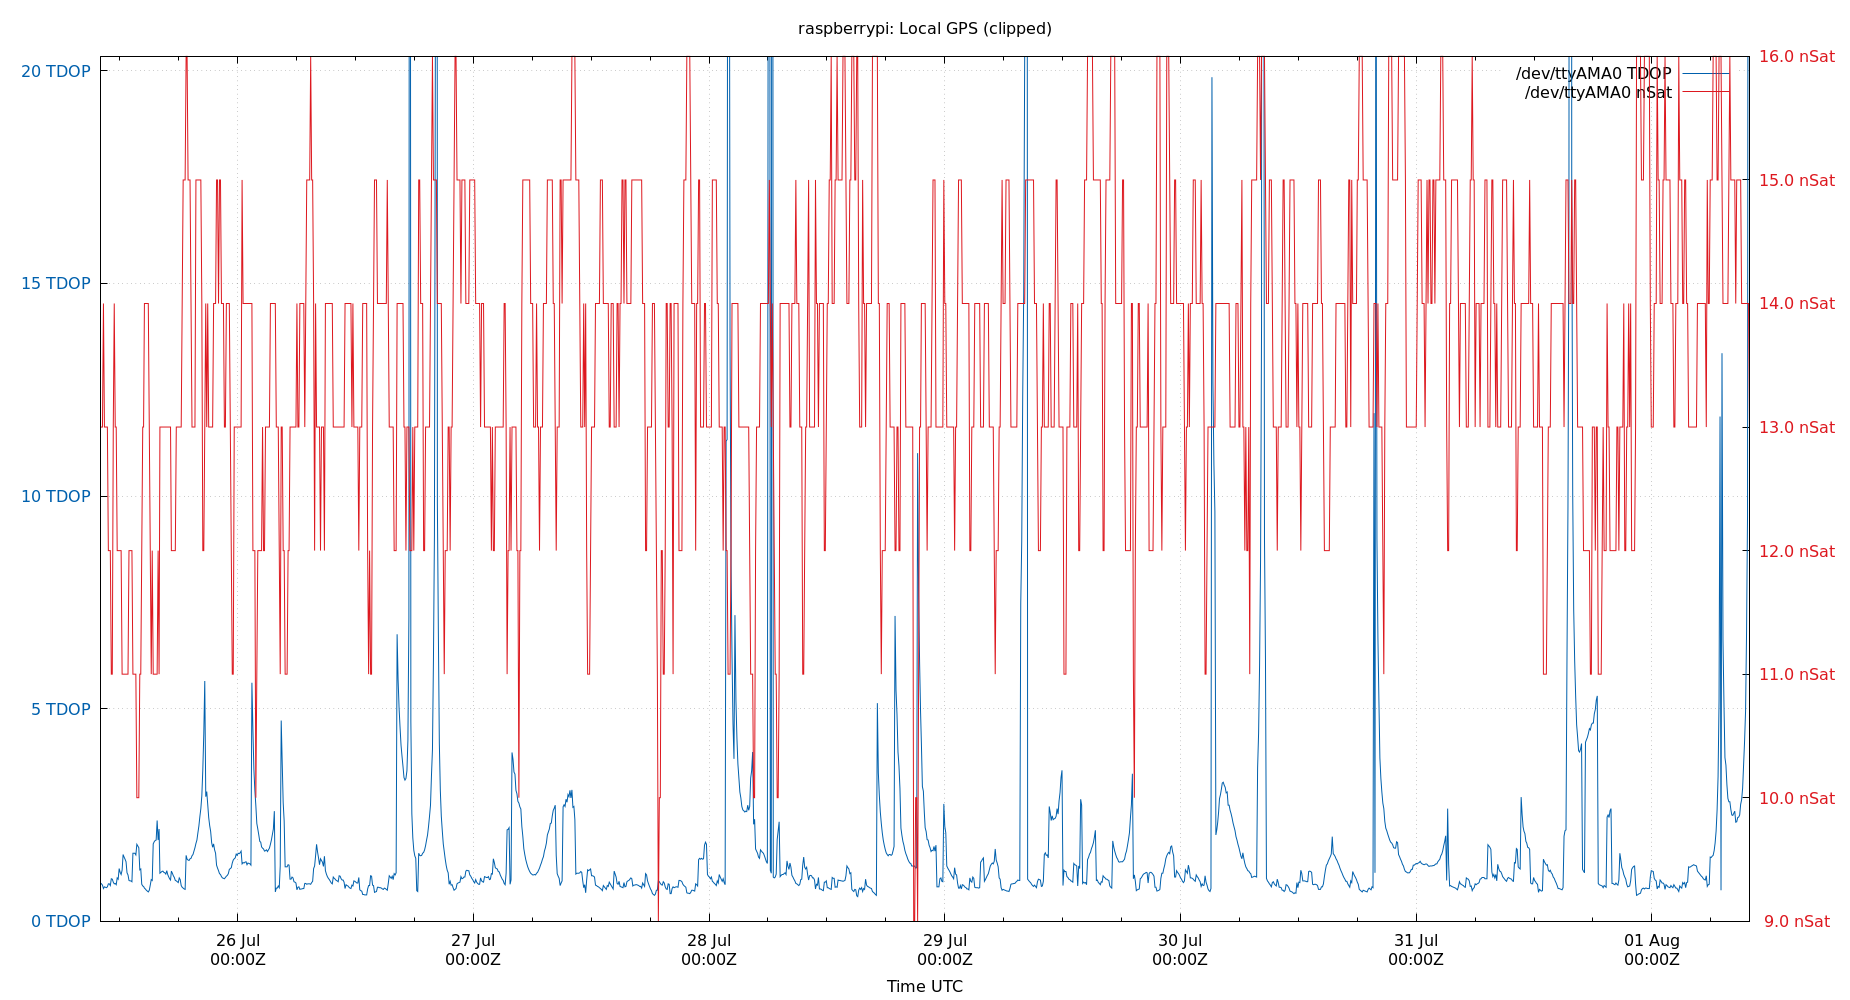 raspberrypi: Local GPS (clipped)
20 TDOP
15 TDOP
10 TDOP
5 TDOP
0 TDOP
16.0 nSat
15.0 nSat
14.0 nSat
13.0 nSat
12.0 nSat
11.0 nSat
10.0 nSat
9.0 nSat
/dev/ttyAMA0 TDOP
/dev/ttyAMA0 nSat
26 Jul 27 Jul 28 Jul 29 Jul 30 Jul 31 Jul 01 Aug
00:00Z 00:00Z 00:00Z 00:00Z 00:00Z 00:00Z 00:00Z
Time UTC